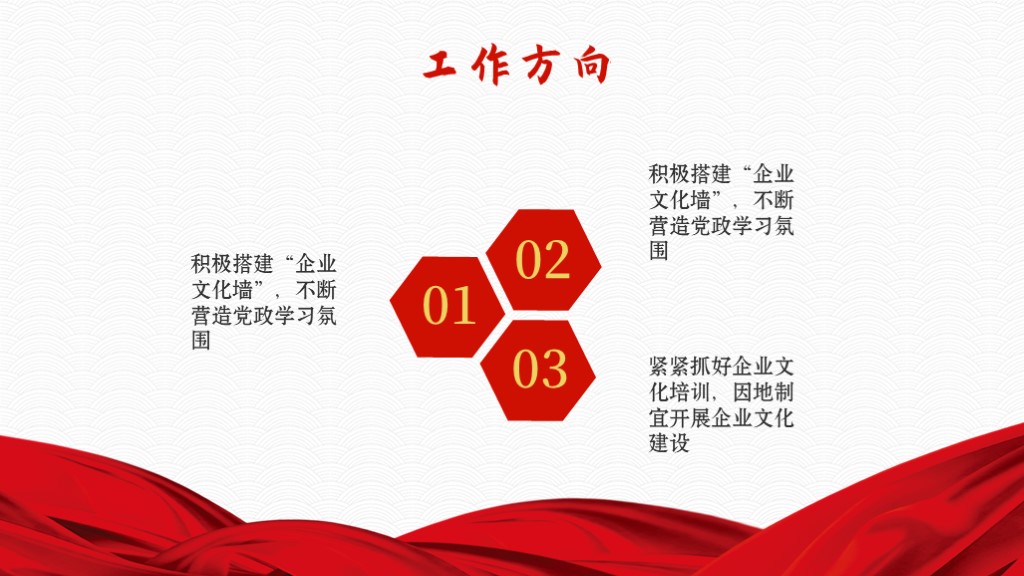 工作方向
01
积极搭建“企业
文化墙”，不断
营造党政学习氛
围
02
积极搭建“企业
文化墙”，不断
营造党政学习氛
围
03
紧紧抓好企业文
化培训，因地制
宜开展企业文化
建设